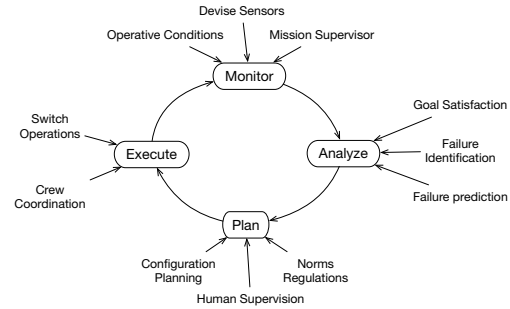 Devise Sensors
Operative Conditions
Mission Supervisor
Monitor
Goal Satisfaction
Switch
Operations
Failure
Identification
Execute
Analyze
Crew
Coordination
Failure prediction
Plan
Configuration
Planning
Norms
Regulations
Human Supervision